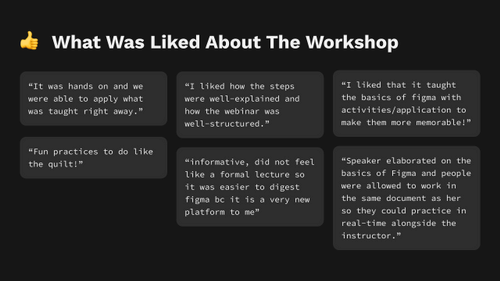 👍 What Was Liked About The Workshop
“It was hands on and we
were able to apply what
was taught right away.”
“Fun practices to do like
the quilt!”
“I liked how the steps
were well-explained and
how the webinar was
well-structured.”
“informative, did not feel
like a formal lecture so
it was easier to digest
figma bc it is a very new
platform to me”
“I liked that it taught
the basics of figma with
activities/application to
make them more memorable!”
“Speaker elaborated on the
basics of Figma and people
were allowed to work in
the same document as her
so they could practice in
real-time alongside the
instructor.”